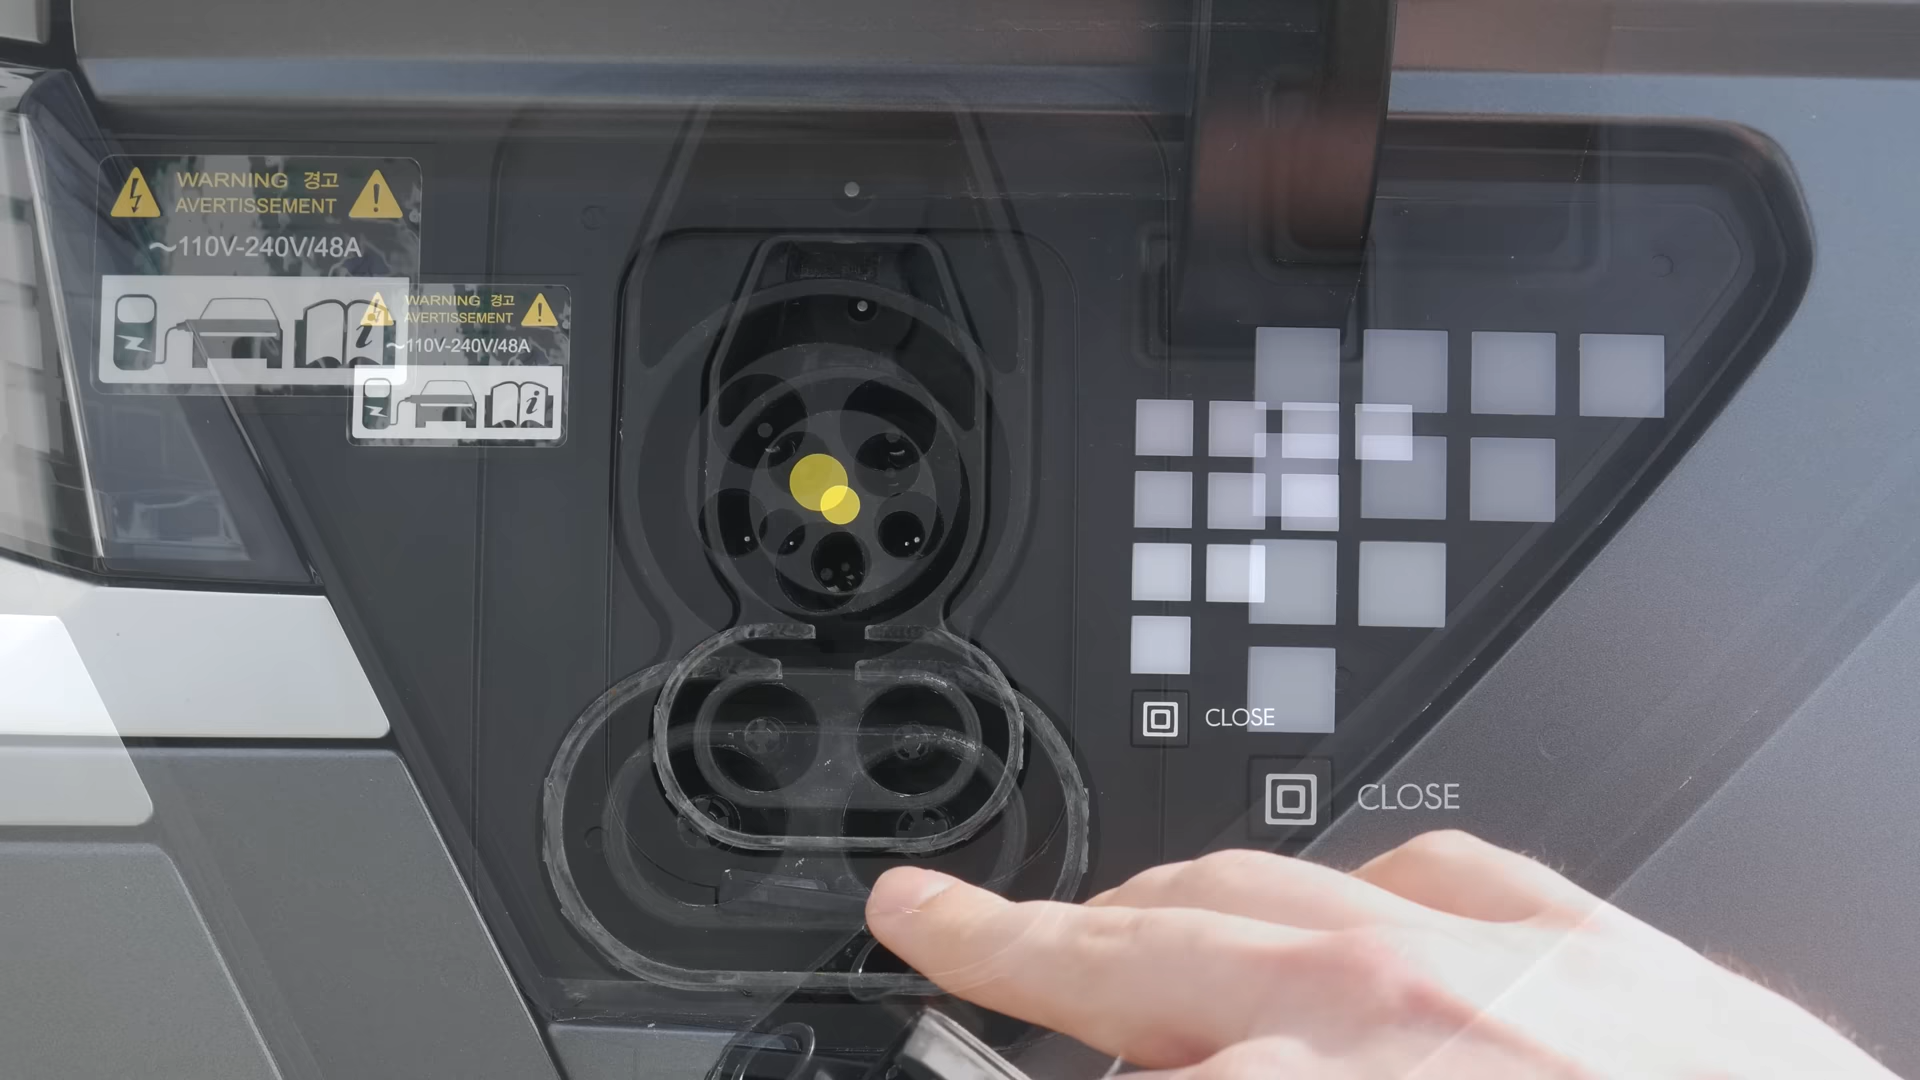 WARNING 경고
AVERTISSEMENT
～110V-240V/48A
i
WARNING 경고
AVERTISSEMENT
～110V-240V/48A
i
CLOSE
CLOSE